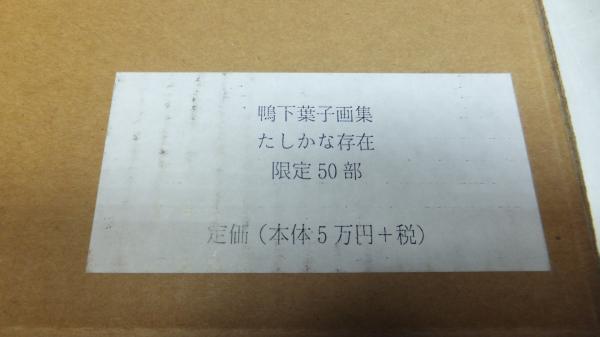 鴨下葉子画集
たしかな存在
限定50部
定価（本体5万円＋税）